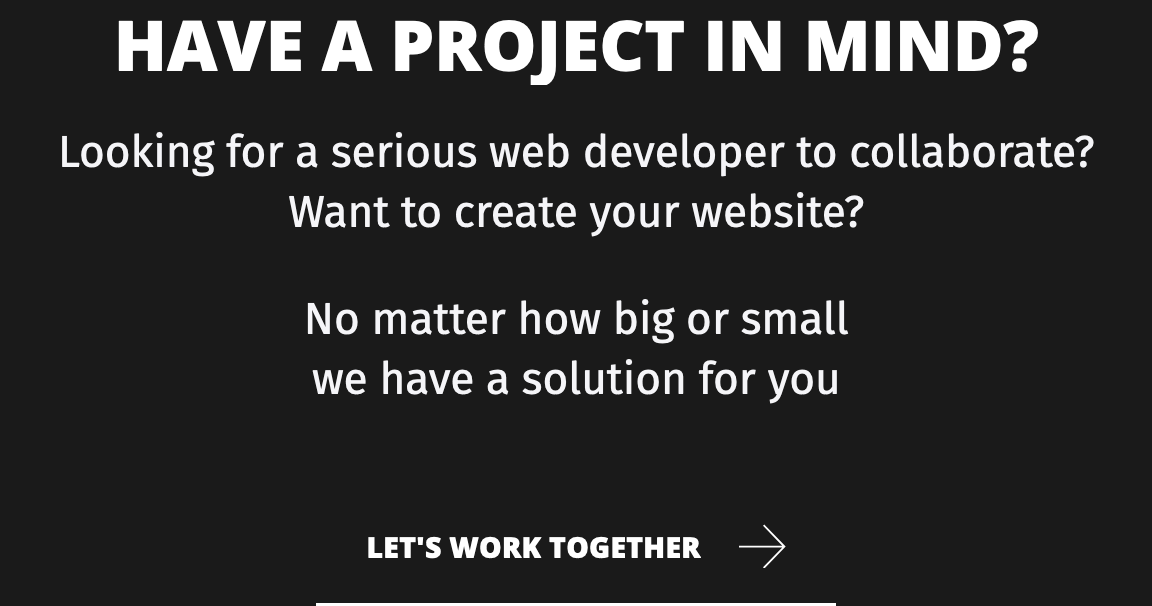 HAVE A PROJECT IN MIND?
Looking for a serious web developer to collaborate?
Want to create your website?
No matter how big or small
we have a solution for you
LET'S WORK TOGETHER